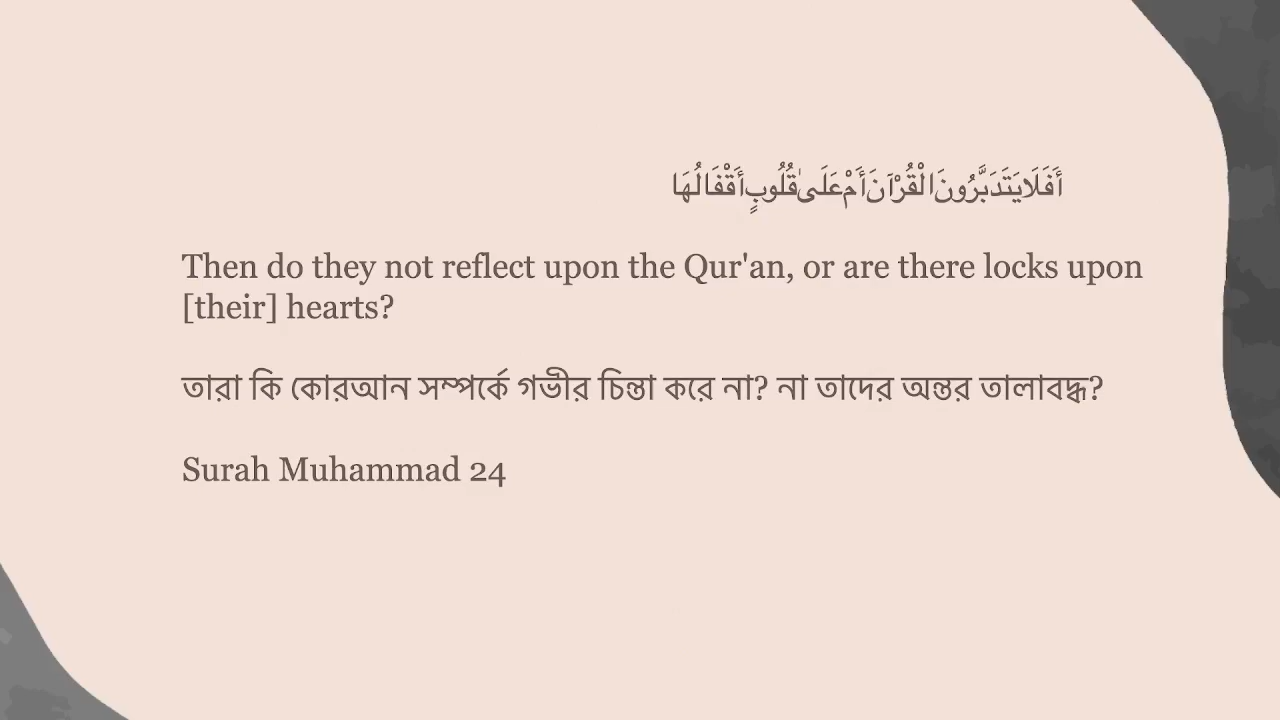 أَفَلَا يَتَدَبَّرُونَ الْقُرْآنَ أَمْ عَلَىٰ قُلُوبٍ أَقْفَالُهَا
Then do they not reflect upon the Qur'an, or are there locks upon
[their] hearts?
তারা কি কোরআন সম্পর্কে গভীর চিন্তা করে না? না তাদের অন্তর তালাবদ্ধ?
Surah Muhammad 24